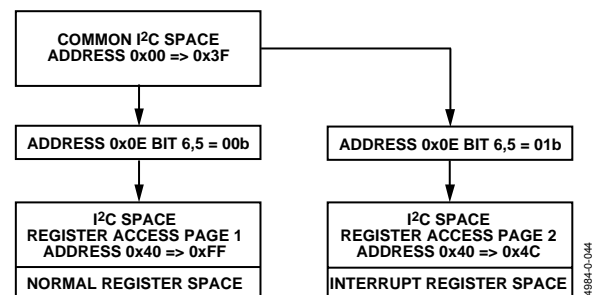 COMMON I²C SPACE
ADDRESS 0x00 => 0x3F
ADDRESS 0x0E BIT 6,5 = 00b
ADDRESS 0x0E BIT 6,5 = 01b
I²C SPACE
REGISTER ACCESS PAGE 1
ADDRESS 0x40 => 0xFF
NORMAL REGISTER SPACE
I²C SPACE
REGISTER ACCESS PAGE 2
ADDRESS 0x40 => 0x4C
INTERRUPT REGISTER SPACE
4984-0-044